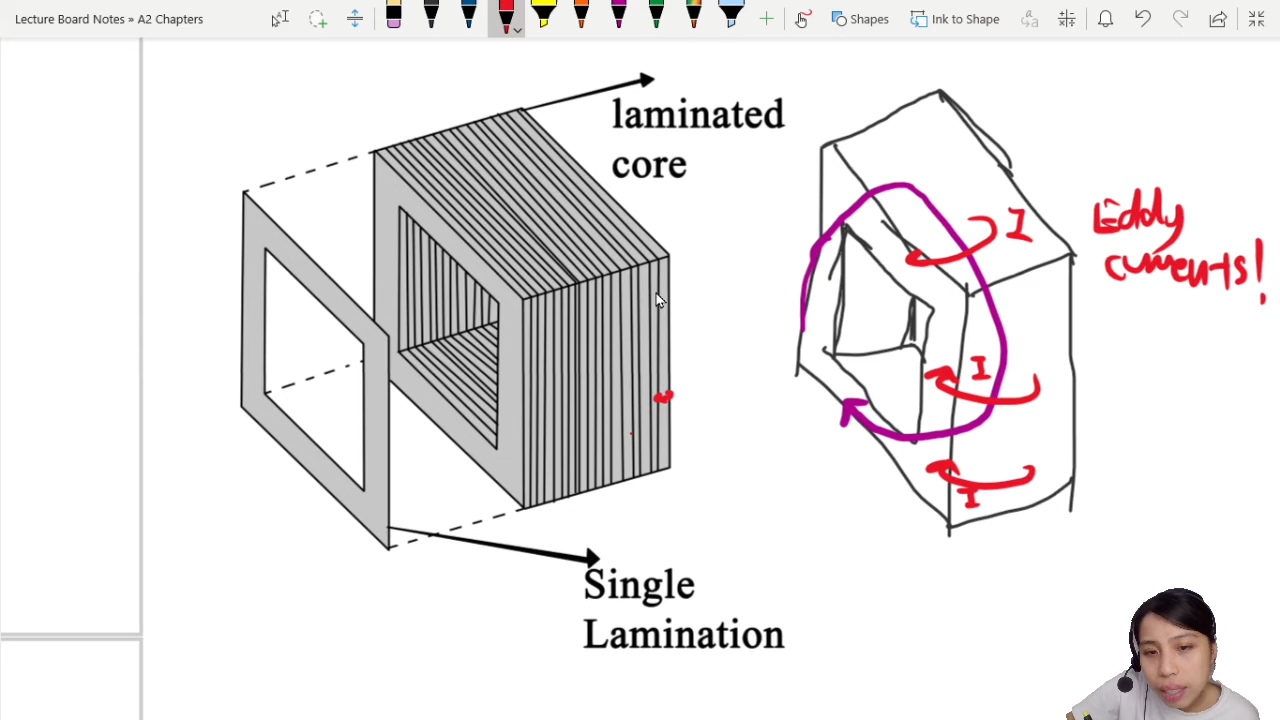 Lecture Board Notes » A2 Chapters
Shapes
Ink to Shape
laminated
core
I
Eddy
currents!
I
I
Single
Lamination